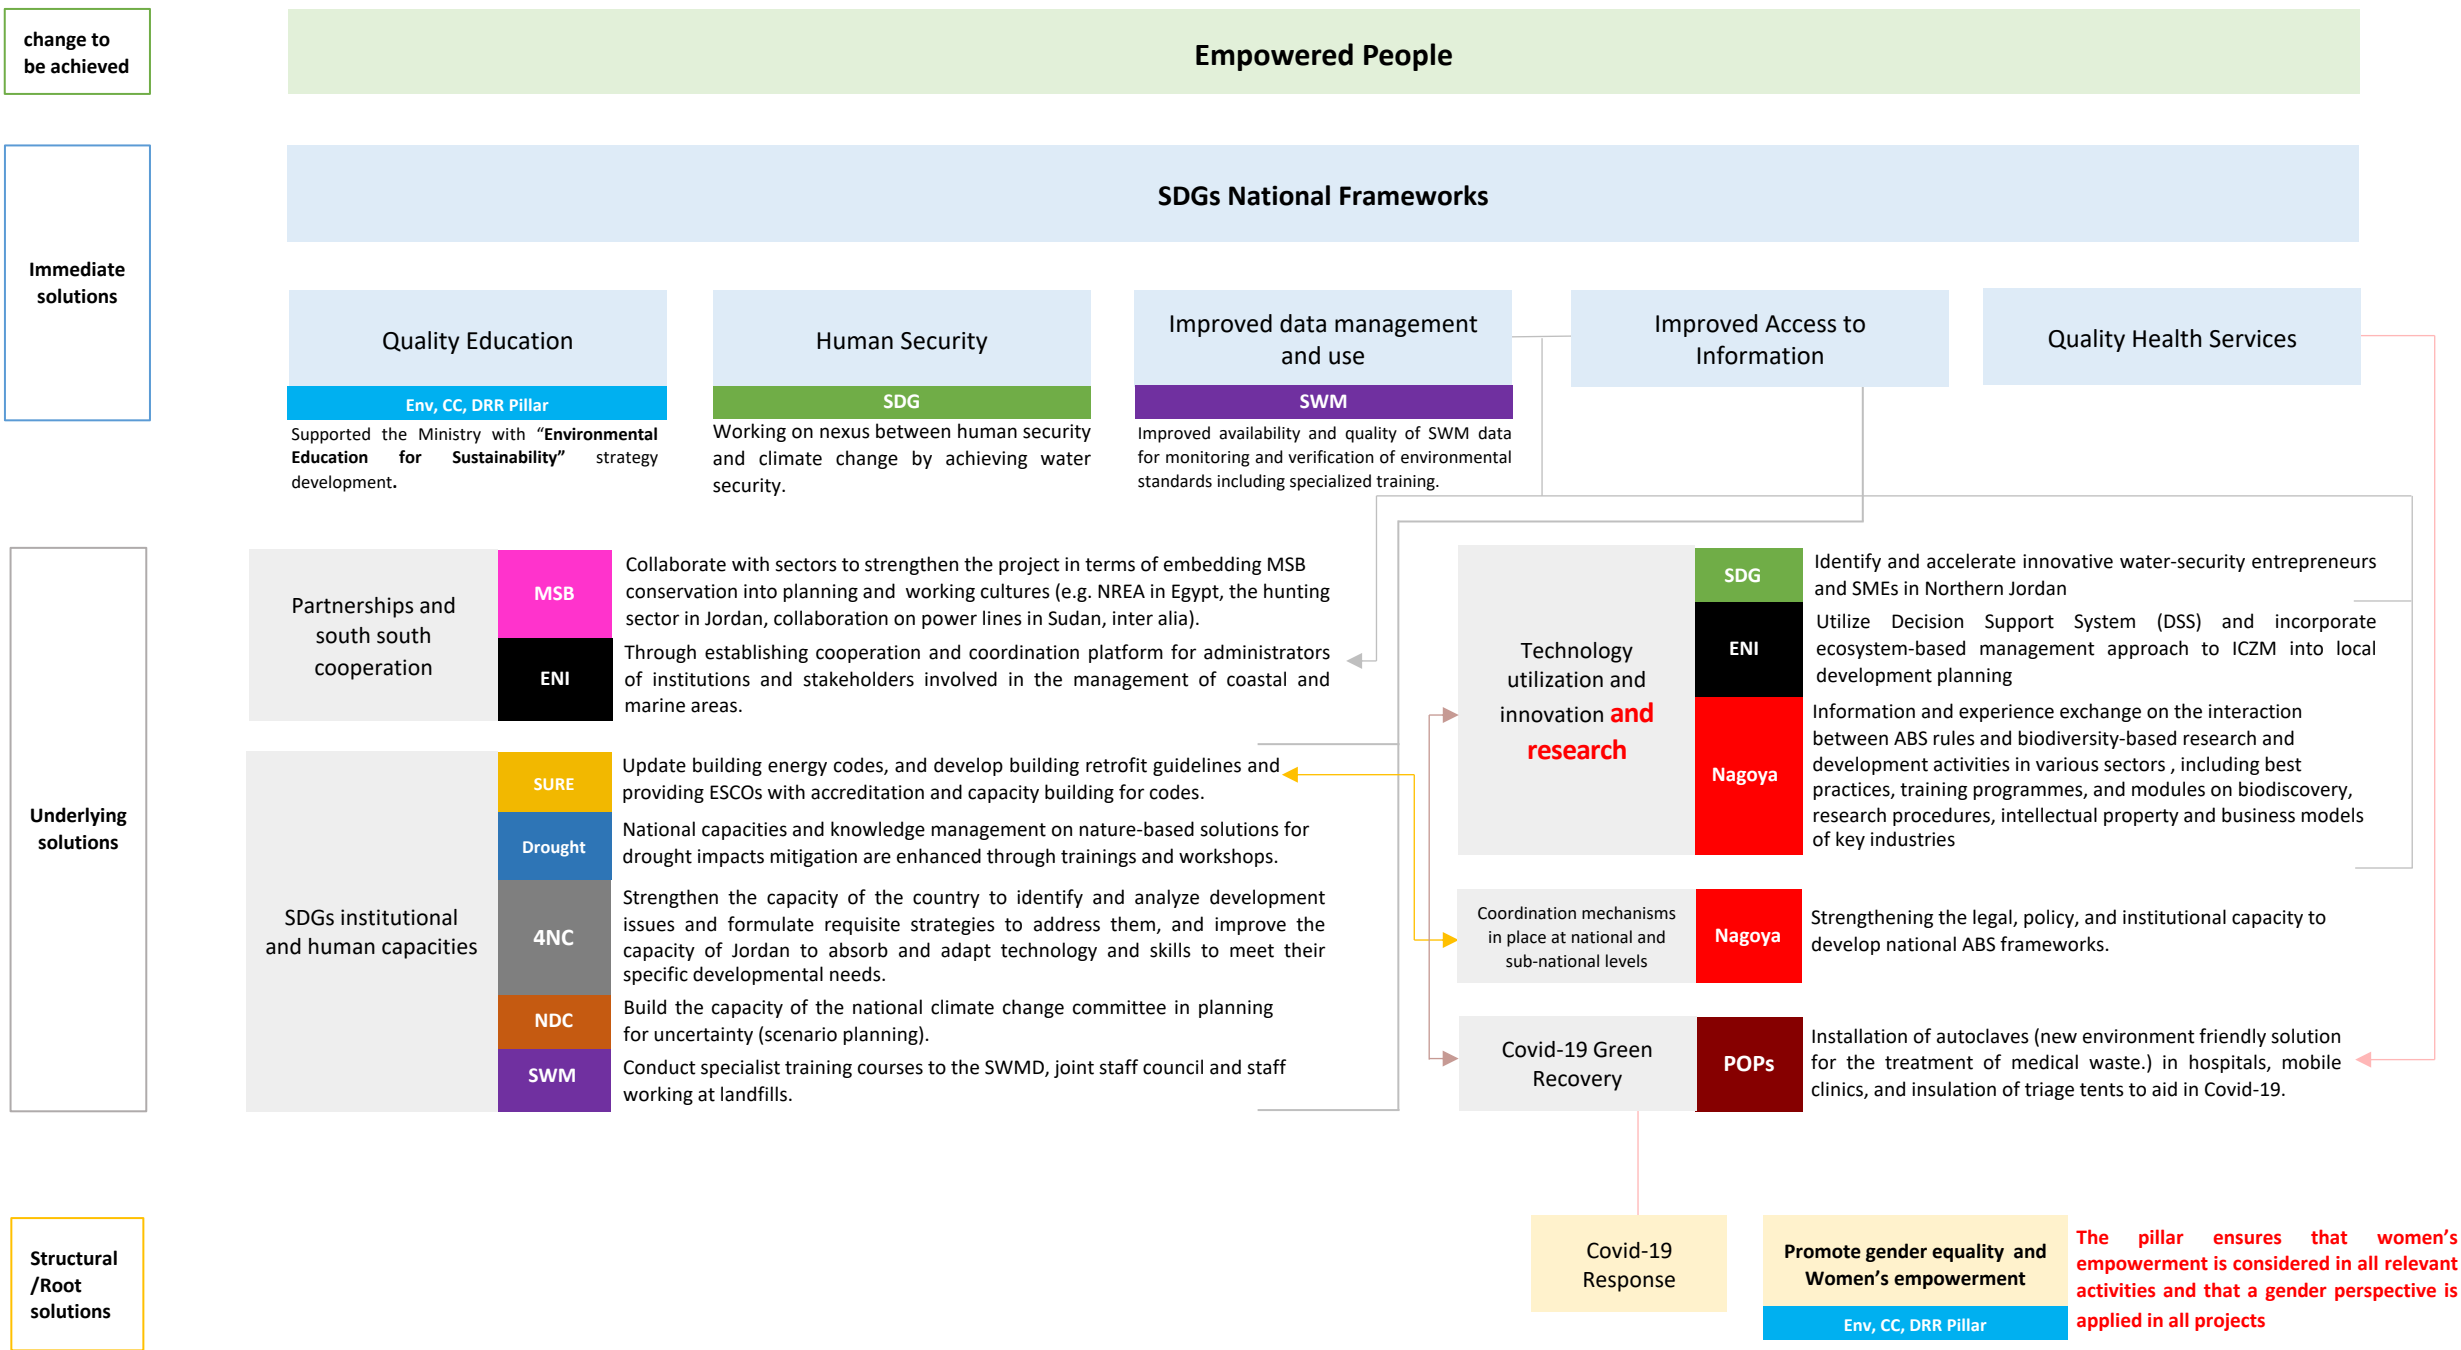 change to
be achieved
Empowered People
Immediate
solutions
SDGs National Frameworks
Quality Education
Env, CC, DRR Pillar
Supported the Ministry with “Environmental
Education for Sustainability” strategy
development.
Human Security
SDG
Working on nexus between human security
and climate change by achieving water
security.
Improved data management
and use
SWM
Improved availability and quality of SWM data
for monitoring and verification of environmental
standards including specialized training.
Improved Access to
Information
Quality Health Services
Underlying
solutions
Partnerships and
south south
cooperation
MSB
Collaborate with sectors to strengthen the project in terms of embedding MSB
conservation into planning and working cultures (e.g. NREA in Egypt, the hunting
sector in Jordan, collaboration on power lines in Sudan, inter alia).
ENI
Through establishing cooperation and coordination platform for administrators
of institutions and stakeholders involved in the management of coastal and
marine areas.
SDGs institutional
and human capacities
SURE
Update building energy codes, and develop building retrofit guidelines and
providing ESCOs with accreditation and capacity building for codes.
Drought
National capacities and knowledge management on nature-based solutions for
drought impacts mitigation are enhanced through trainings and workshops.
4NC
Strengthen the capacity of the country to identify and analyze development
issues and formulate requisite strategies to address them, and improve the
capacity of Jordan to absorb and adapt technology and skills to meet their
specific developmental needs.
NDC
Build the capacity of the national climate change committee in planning
for uncertainty (scenario planning).
SWM
Conduct specialist training courses to the SWMD, joint staff council and staff
working at landfills.
Technology
utilization and
innovation and
research
SDG
Identify and accelerate innovative water-security entrepreneurs
and SMEs in Northern Jordan
ENI
Utilize Decision Support System (DSS) and incorporate
ecosystem-based management approach to ICZM into local
development planning
Nagoya
Information and experience exchange on the interaction
between ABS rules and biodiversity-based research and
development activities in various sectors , including best
practices, training programmes, and modules on biodiscovery,
research procedures, intellectual property and business models
of key industries
Coordination mechanisms
in place at national and
sub-national levels
Nagoya
Strengthening the legal, policy, and institutional capacity to
develop national ABS frameworks.
Covid-19 Green
Recovery
POPs
Installation of autoclaves (new environment friendly solution
for the treatment of medical waste.) in hospitals, mobile
clinics, and insulation of triage tents to aid in Covid-19.
Structural
/Root
solutions
Covid-19
Response
Promote gender equality and
Women’s empowerment
Env, CC, DRR Pillar
The pillar ensures that women’s
empowerment is considered in all relevant
activities and that a gender perspective is
applied in all projects